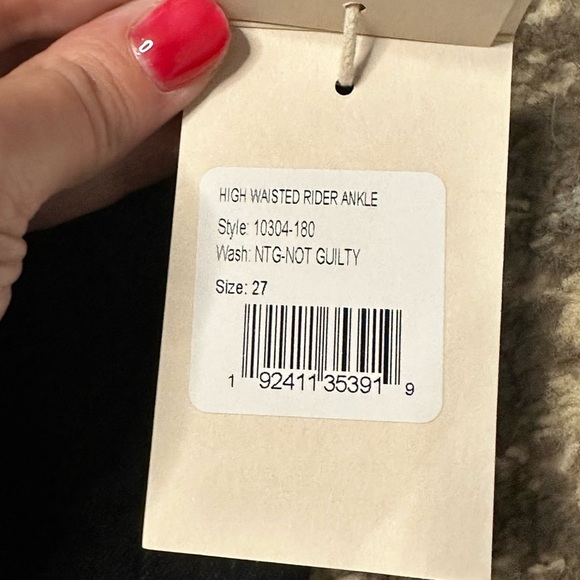 HIGH WAISTED RIDER ANKLE
Style: 10304-180
Wash: NTG-NOT GUILTY
Size: 27
1 92411 35391 9